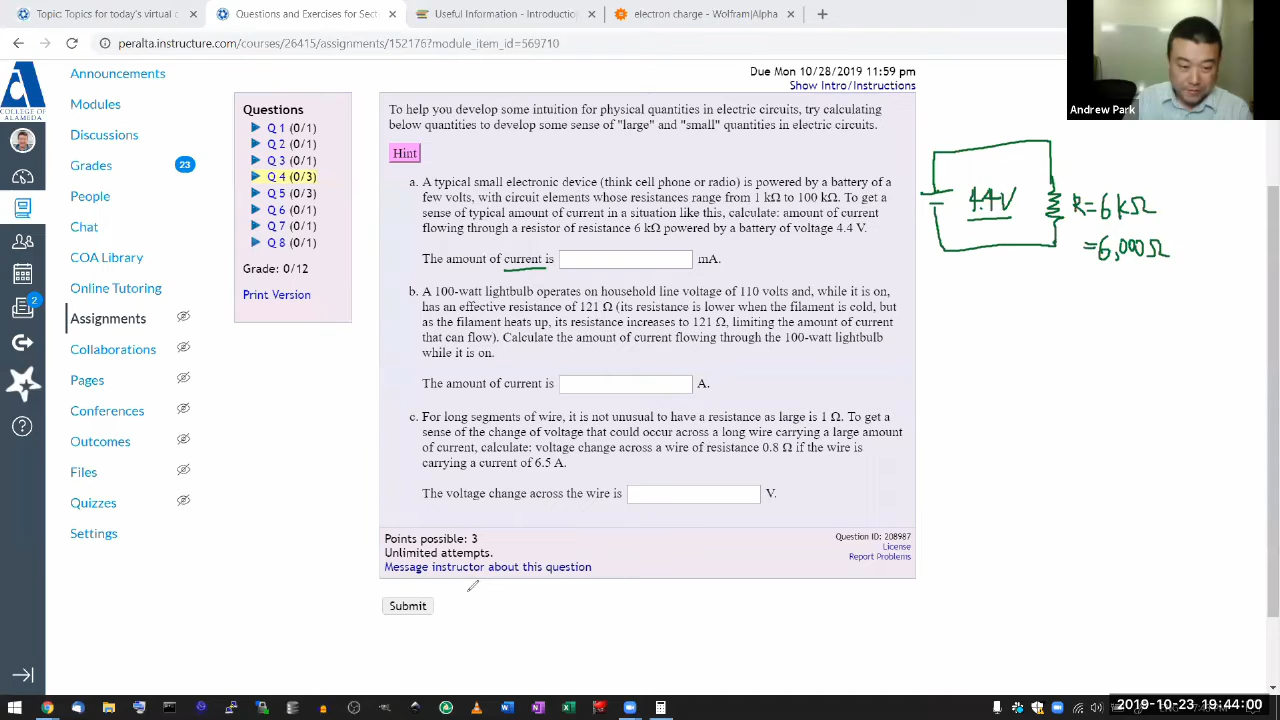 Topic for today's virtual c
Questions and Exercises for Sect
Useful Information - Introduction
electron charge - Wolfram|Alpha
peralta.instructure.com/courses/26415/assignments/152176?module_item_id=569710
COLLEGE OF
ALAMEDA
Announcements
Modules
Discussions
Grades
23
People
Chat
COA Library
Online Tutoring
2
Assignments
Collaborations
Pages
Conferences
Outcomes
Files
Quizzes
Settings
Questions
Q 1 (0/1)
Q 2 (0/1)
Q 3 (0/1)
Q 4 (0/3)
Q 5 (0/3)
Q 6 (0/1)
Q 7 (0/1)
Q 8 (0/1)
Grade: 0/12
Print Version
Due Mon 10/28/2019 11:59 pm
Show Intro/Instructions
To help you develop some intuition for physical quantities in electric circuits, try calculating
below quantities to develop some sense of "large" and "small" quantities in electric circuits.
Hint
a. A typical small electronic device (think cell phone or radio) is powered by a battery of a
few volts, with circuit elements whose resistances range from 1 kΩ to 100 kΩ. To get a
sense of typical amount of current in a situation like this, calculate: amount of current
flowing through a resistor of resistance 6 kΩ powered by a battery of voltage 4.4 V.
The amount of current is mA.
b. A 100-watt lightbulb operates on household line voltage of 110 volts and, while it is on,
has an effective resistance of 121 Ω (its resistance is lower when the filament is cold, but
as the filament heats up, its resistance increases to 121 Ω, limiting the amount of current
that can flow). Calculate the amount of current flowing through the 100-watt lightbulb
while it is on.
The amount of current is A.
c. For long segments of wire, it is not unusual to have a resistance as large is 1 Ω. To get a
sense of the change of voltage that could occur across a long wire carrying a large amount
of current, calculate: voltage change across a wire of resistance 0.8 Ω if the wire is
carrying a current of 6.5 A.
The voltage change across the wire is V.
Points possible: 3
Unlimited attempts.
Message instructor about this question
Question ID: 208987
License
Report Problems
Submit
4.4V
R=6kΩ
=6,000Ω
Andrew Park
2019-10-23 19:44:00